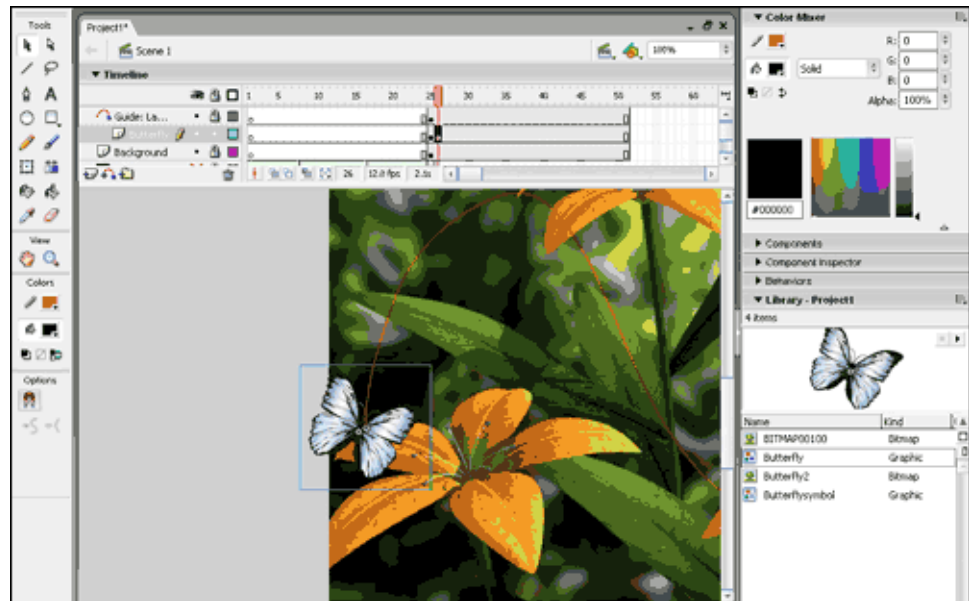 Tools
View
Colors
Options
Project1*
Scene 1
100%
Timeline
1 5 10 15 20 25 30 35 40 45 50 55 60
Guide: La...
Butterfl
Background
26 12.0 fps 2.1s
Color Mixer
R: 0
G: 0
Solid
B: 0
Alpha: 100%
#000000
Components
Component Inspector
Behaviors
Library - Project1
4 items
Name Kind
BITMAP00100 Bitmap
Butterfly Graphic
Butterfly2 Bitmap
Butterflysymbol Graphic